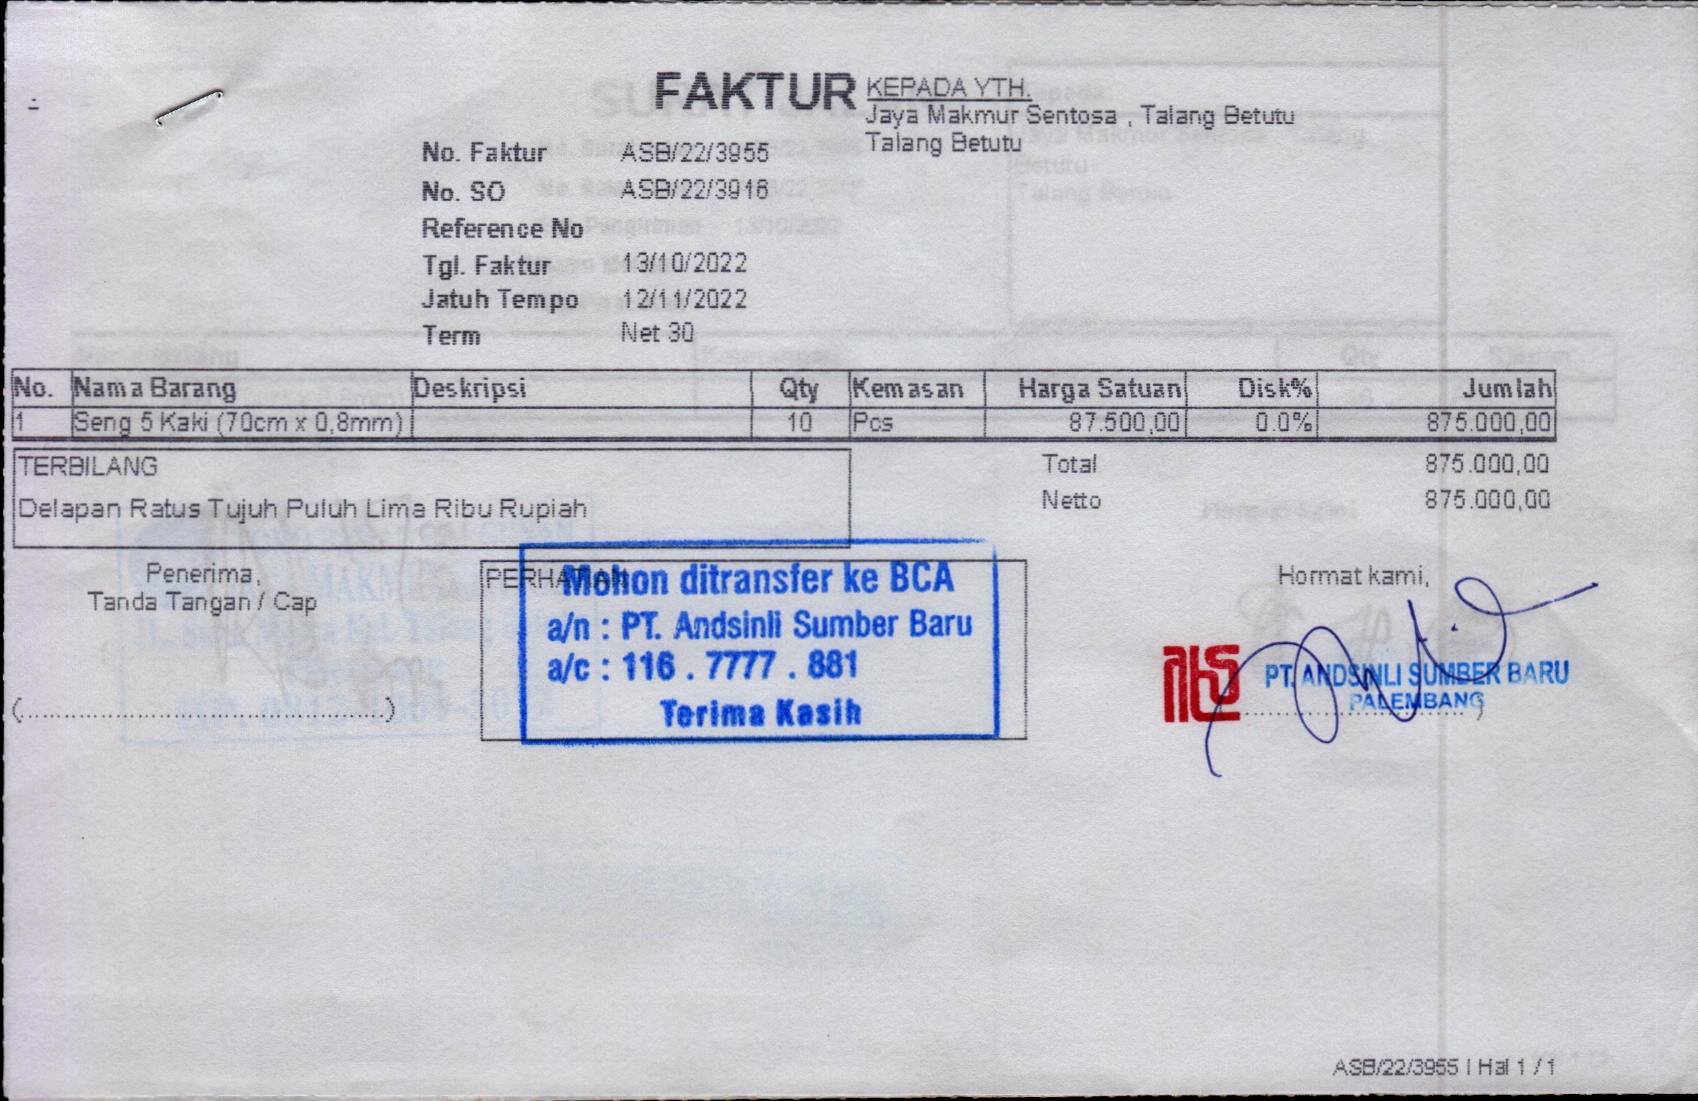 FAKTUR
KEPADA YTH.
Jaya Makmur Sentosa , Talang Betutu
Talang Betutu
No. Faktur ASB/22/3955
No. SO ASB/22/3916
Reference No
Tgl. Faktur 13/10/2022
Jatuh Tempo 12/11/2022
Term Net 30
No. Nama Barang Deskripsi Qty Kemasan Harga Satuan Disk% Jumlah
1 Seng 5 Kaki (70cm x 0,8mm) 10 Pcs 87.500,00 0.0% 875.000,00
TERBILANG
Delapan Ratus Tujuh Puluh Lima Ribu Rupiah
Total 875.000,00
Netto 875.000,00
Penerima,
Tanda Tangan / Cap
(..........................................)
PERHATIAN
Mohon ditransfer ke BCA
a/n : PT. Andsinli Sumber Baru
a/c : 116 . 7777 . 881
Terima Kasih
Hormat kami,
PT. ANDSINLI SUMBER BARU
PALEMBANG
ASB/22/3955 | Hal 1 / 1